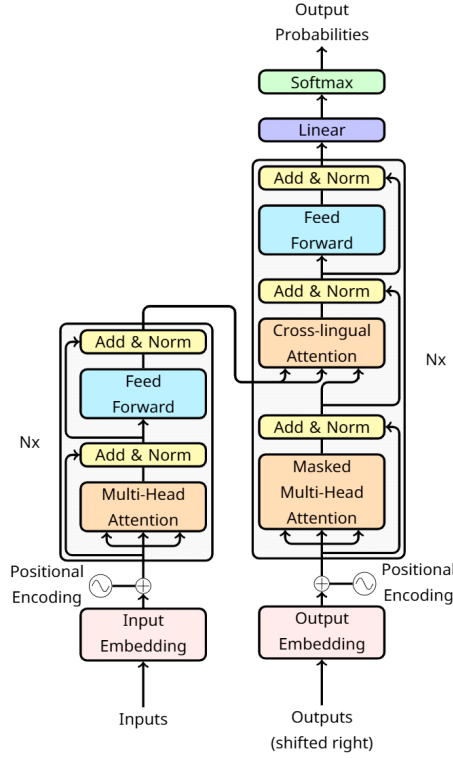 Output
Probabilities
Softmax
Linear
Add & Norm
Feed
Forward
Add & Norm
Cross-lingual
Attention
Nx
Add & Norm
Masked
Multi-Head
Attention
Positional
Encoding
Output
Embedding
Outputs
(shifted right)
Add & Norm
Feed
Forward
Nx
Add & Norm
Multi-Head
Attention
Positional
Encoding
Input
Embedding
Inputs